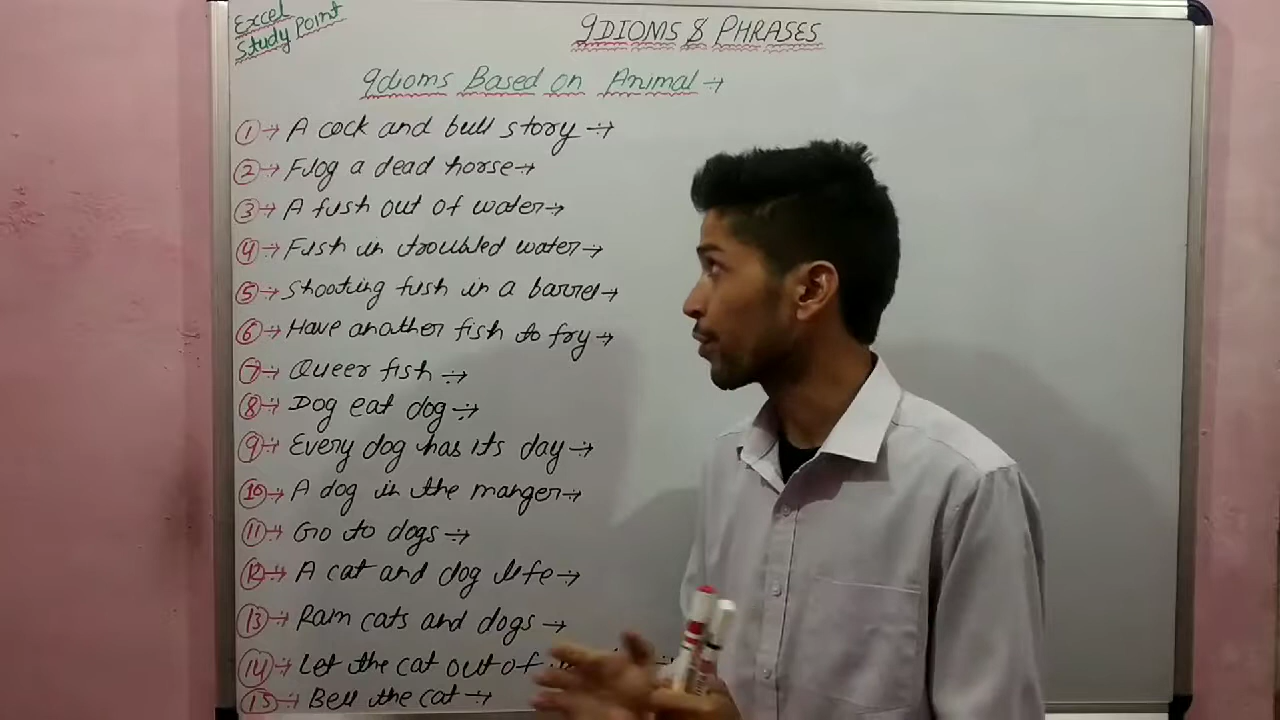 Excel
Study Point
IDIOMS & PHRASES
Idioms Based on Animal →
① → A cock and bull story →
② → Flog a dead horse →
③ → A fish out of water →
④ → Fish in troubled water →
⑤ → Shooting fish in a barrel →
⑥ → Have another fish to fry →
⑦ → Queer fish →
⑧ → Dog eat dog →
⑨ → Every dog has its day →
⑩ → A dog in the manger →
⑪ → Go to dogs →
⑫ → A cat and dog life →
⑬ → Rain cats and dogs →
⑭ → Let the cat out of
⑮ → Bell the cat →